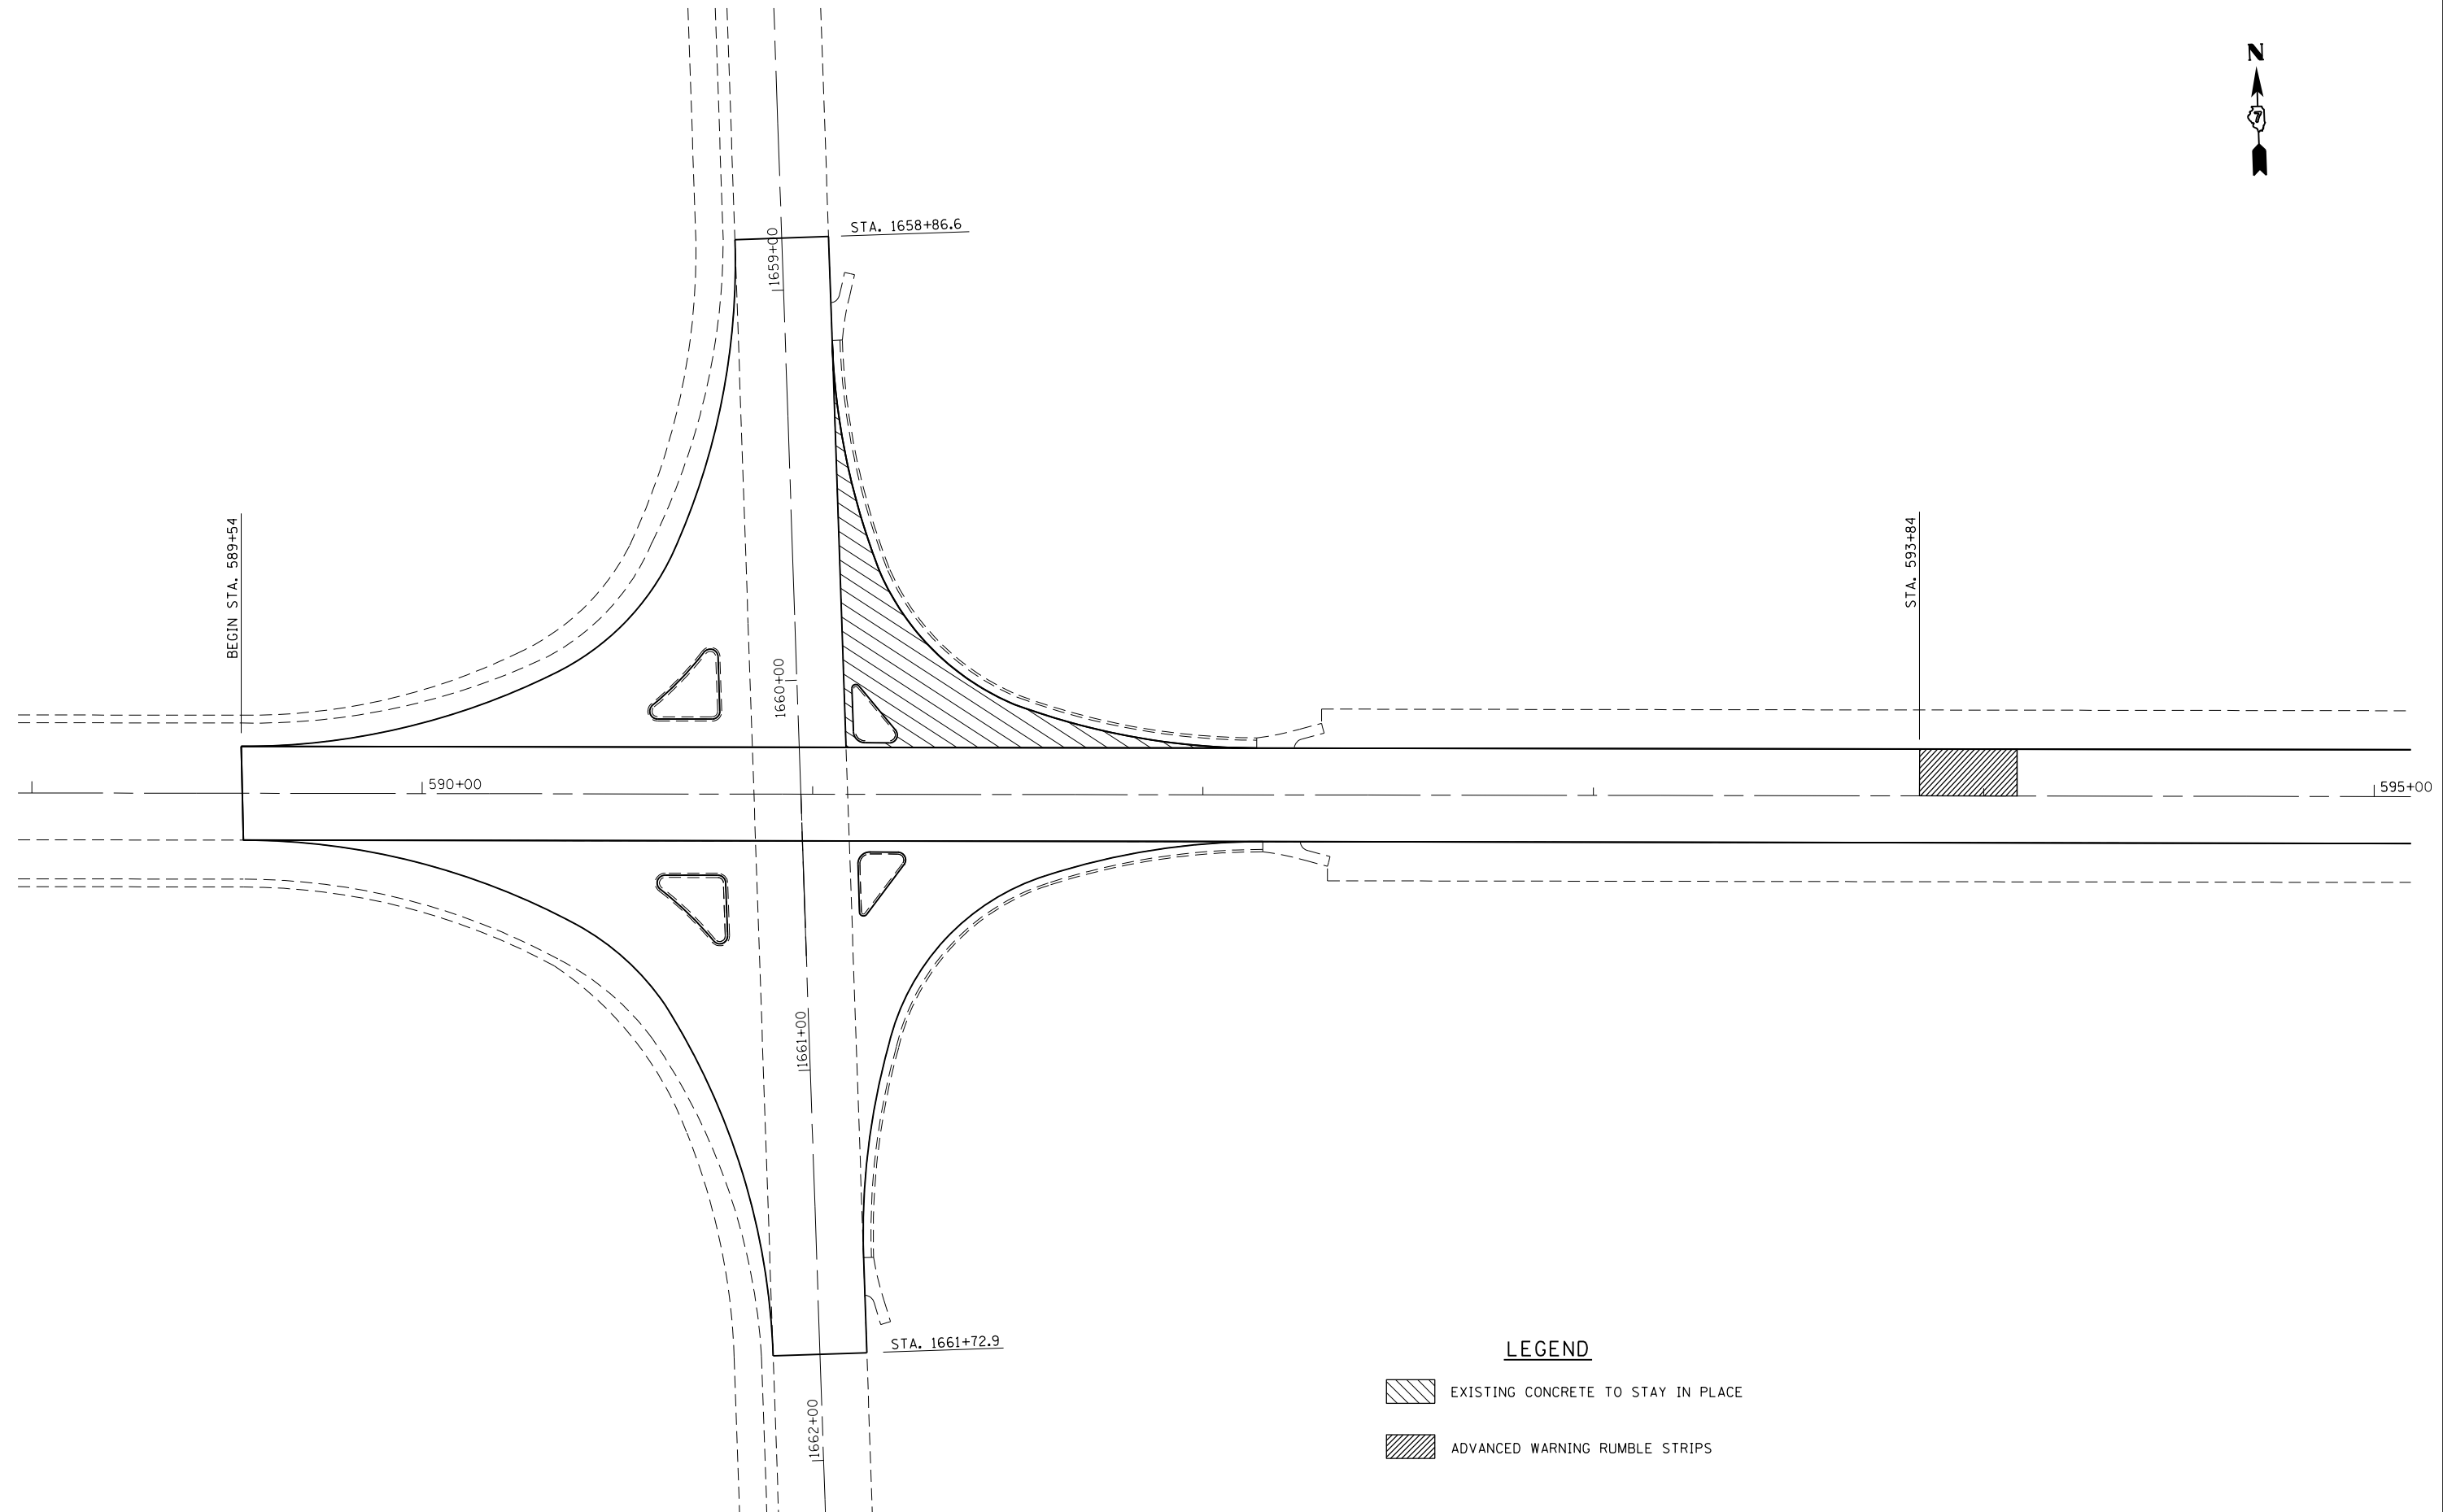 N
7
STA. 1658+86.6
1659+00
BEGIN STA. 589+54
STA. 593+84
1660+00
590+00
595+00
1661+00
STA. 1661+72.9
1662+00
LEGEND
EXISTING CONCRETE TO STAY IN PLACE
ADVANCED WARNING RUMBLE STRIPS